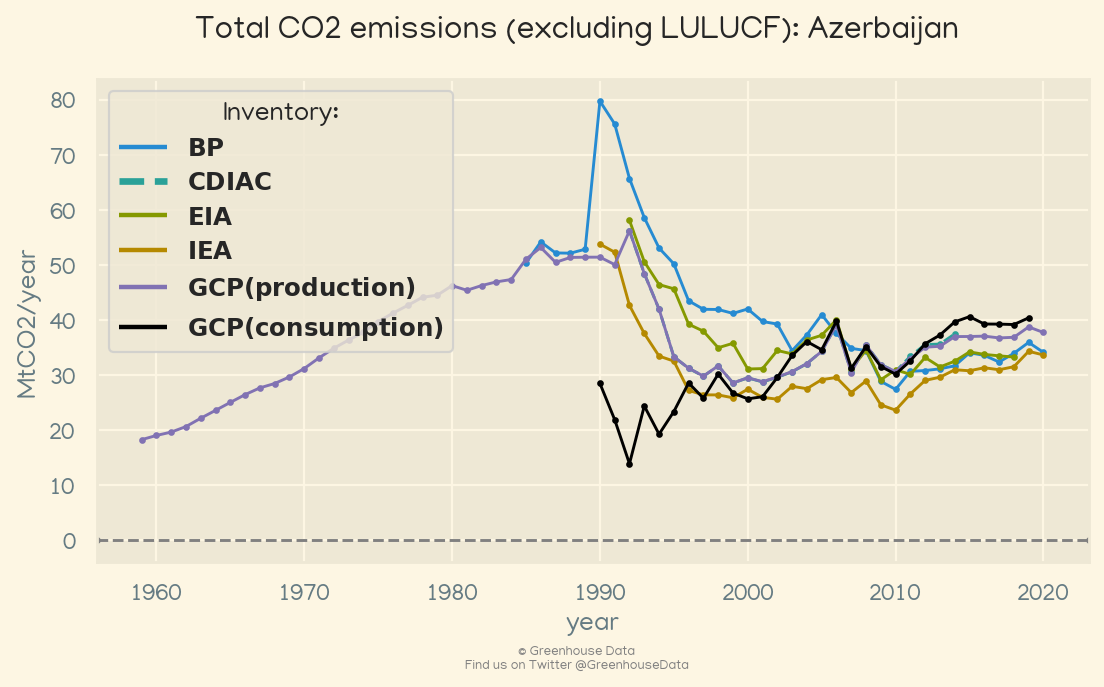 Total CO2 emissions (excluding LULUCF): Azerbaijan
Inventory:
BP
CDIAC
EIA
IEA
GCP(production)
GCP(consumption)
MtCO2/year
80
70
60
50
40
30
20
10
0
1960 1970 1980 1990 2000 2010 2020
year
© Greenhouse Data
Find us on Twitter @GreenhouseData